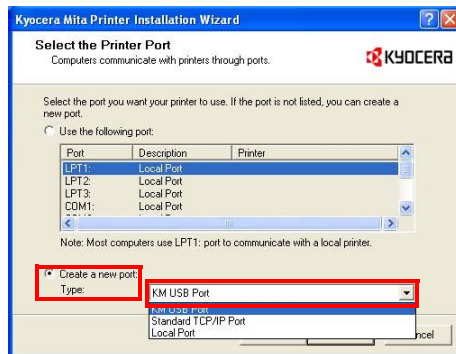 Kyocera Mita Printer Installation Wizard
Select the Printer Port
Computers communicate with printers through ports.
KYOCERA
Select the port you want your printer to use. If the port is not listed, you can create a
new port.
Use the following port:
Port Description Printer
LPT1: Local Port
LPT2: Local Port
LPT3: Local Port
COM1: Local Port
Note: Most computers use LPT1: port to communicate with a local printer.
Create a new port:
Type: KM USB Port
KM USB Port
Standard TCP/IP Port
Local Port